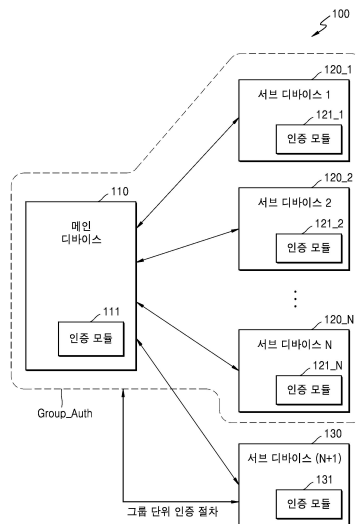 100
120_1
서브 디바이스 1
121_1
인증 모듈
120_2
서브 디바이스 2
121_2
인증 모듈
110
메인
디바이스
111
인증 모듈
120_N
서브 디바이스 N
121_N
인증 모듈
Group_Auth
130
서브 디바이스 (N+1)
131
인증 모듈
그룹 단위 인증 절차